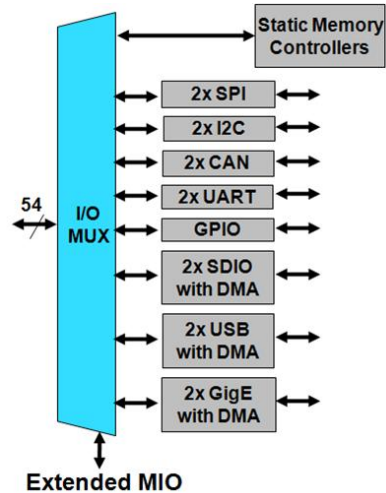 Static Memory
Controllers
2x SPI
2x I2C
2x CAN
2x UART
54
I/O
MUX
GPIO
2x SDIO
with DMA
2x USB
with DMA
2x GigE
with DMA
Extended MIO